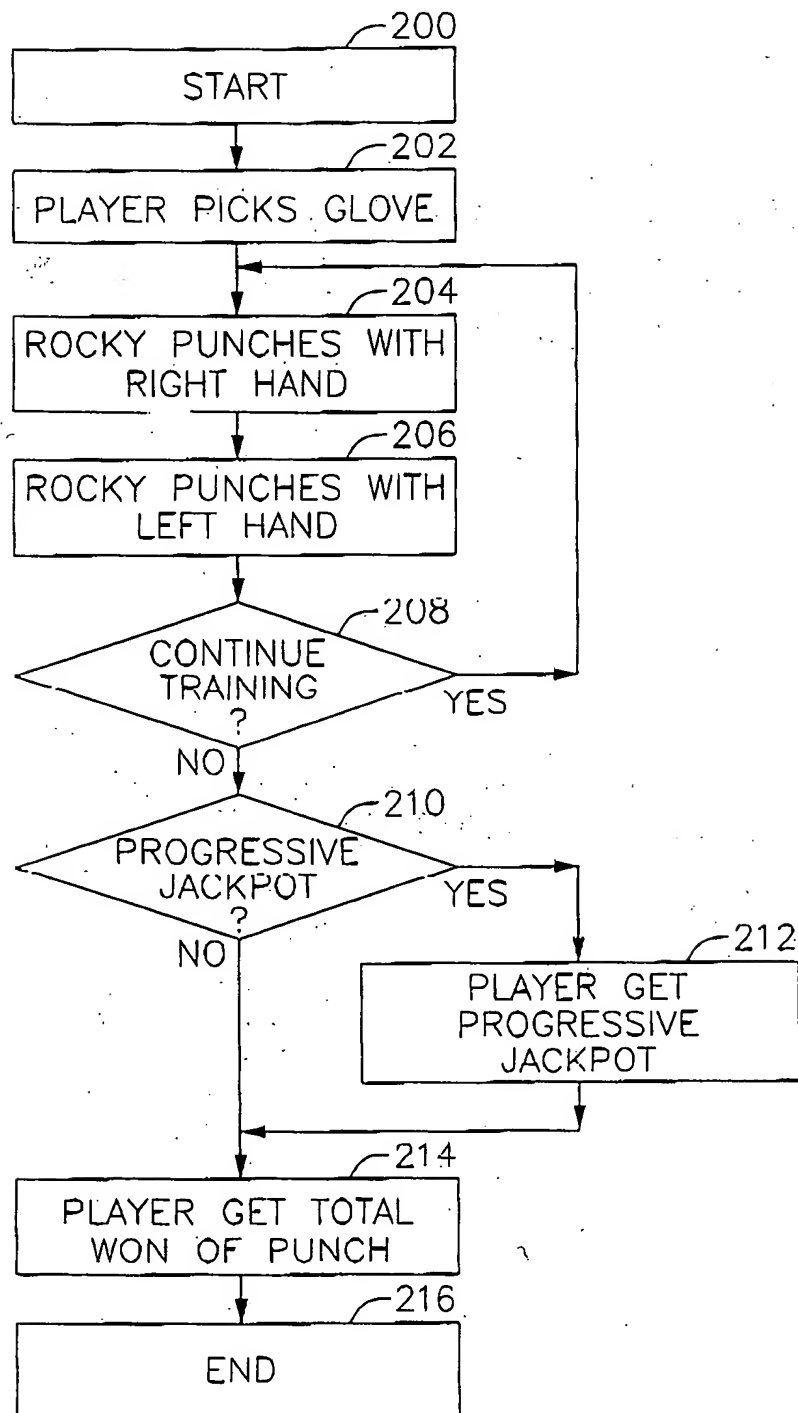 200
START
202
PLAYER PICKS GLOVE
204
ROCKY PUNCHES WITH
RIGHT HAND
206
ROCKY PUNCHES WITH
LEFT HAND
208
CONTINUE
TRAINING
?
YES
NO
210
PROGRESSIVE
JACKPOT
?
YES
NO
212
PLAYER GET
PROGRESSIVE
JACKPOT
214
PLAYER GET TOTAL
WON OF PUNCH
216
END